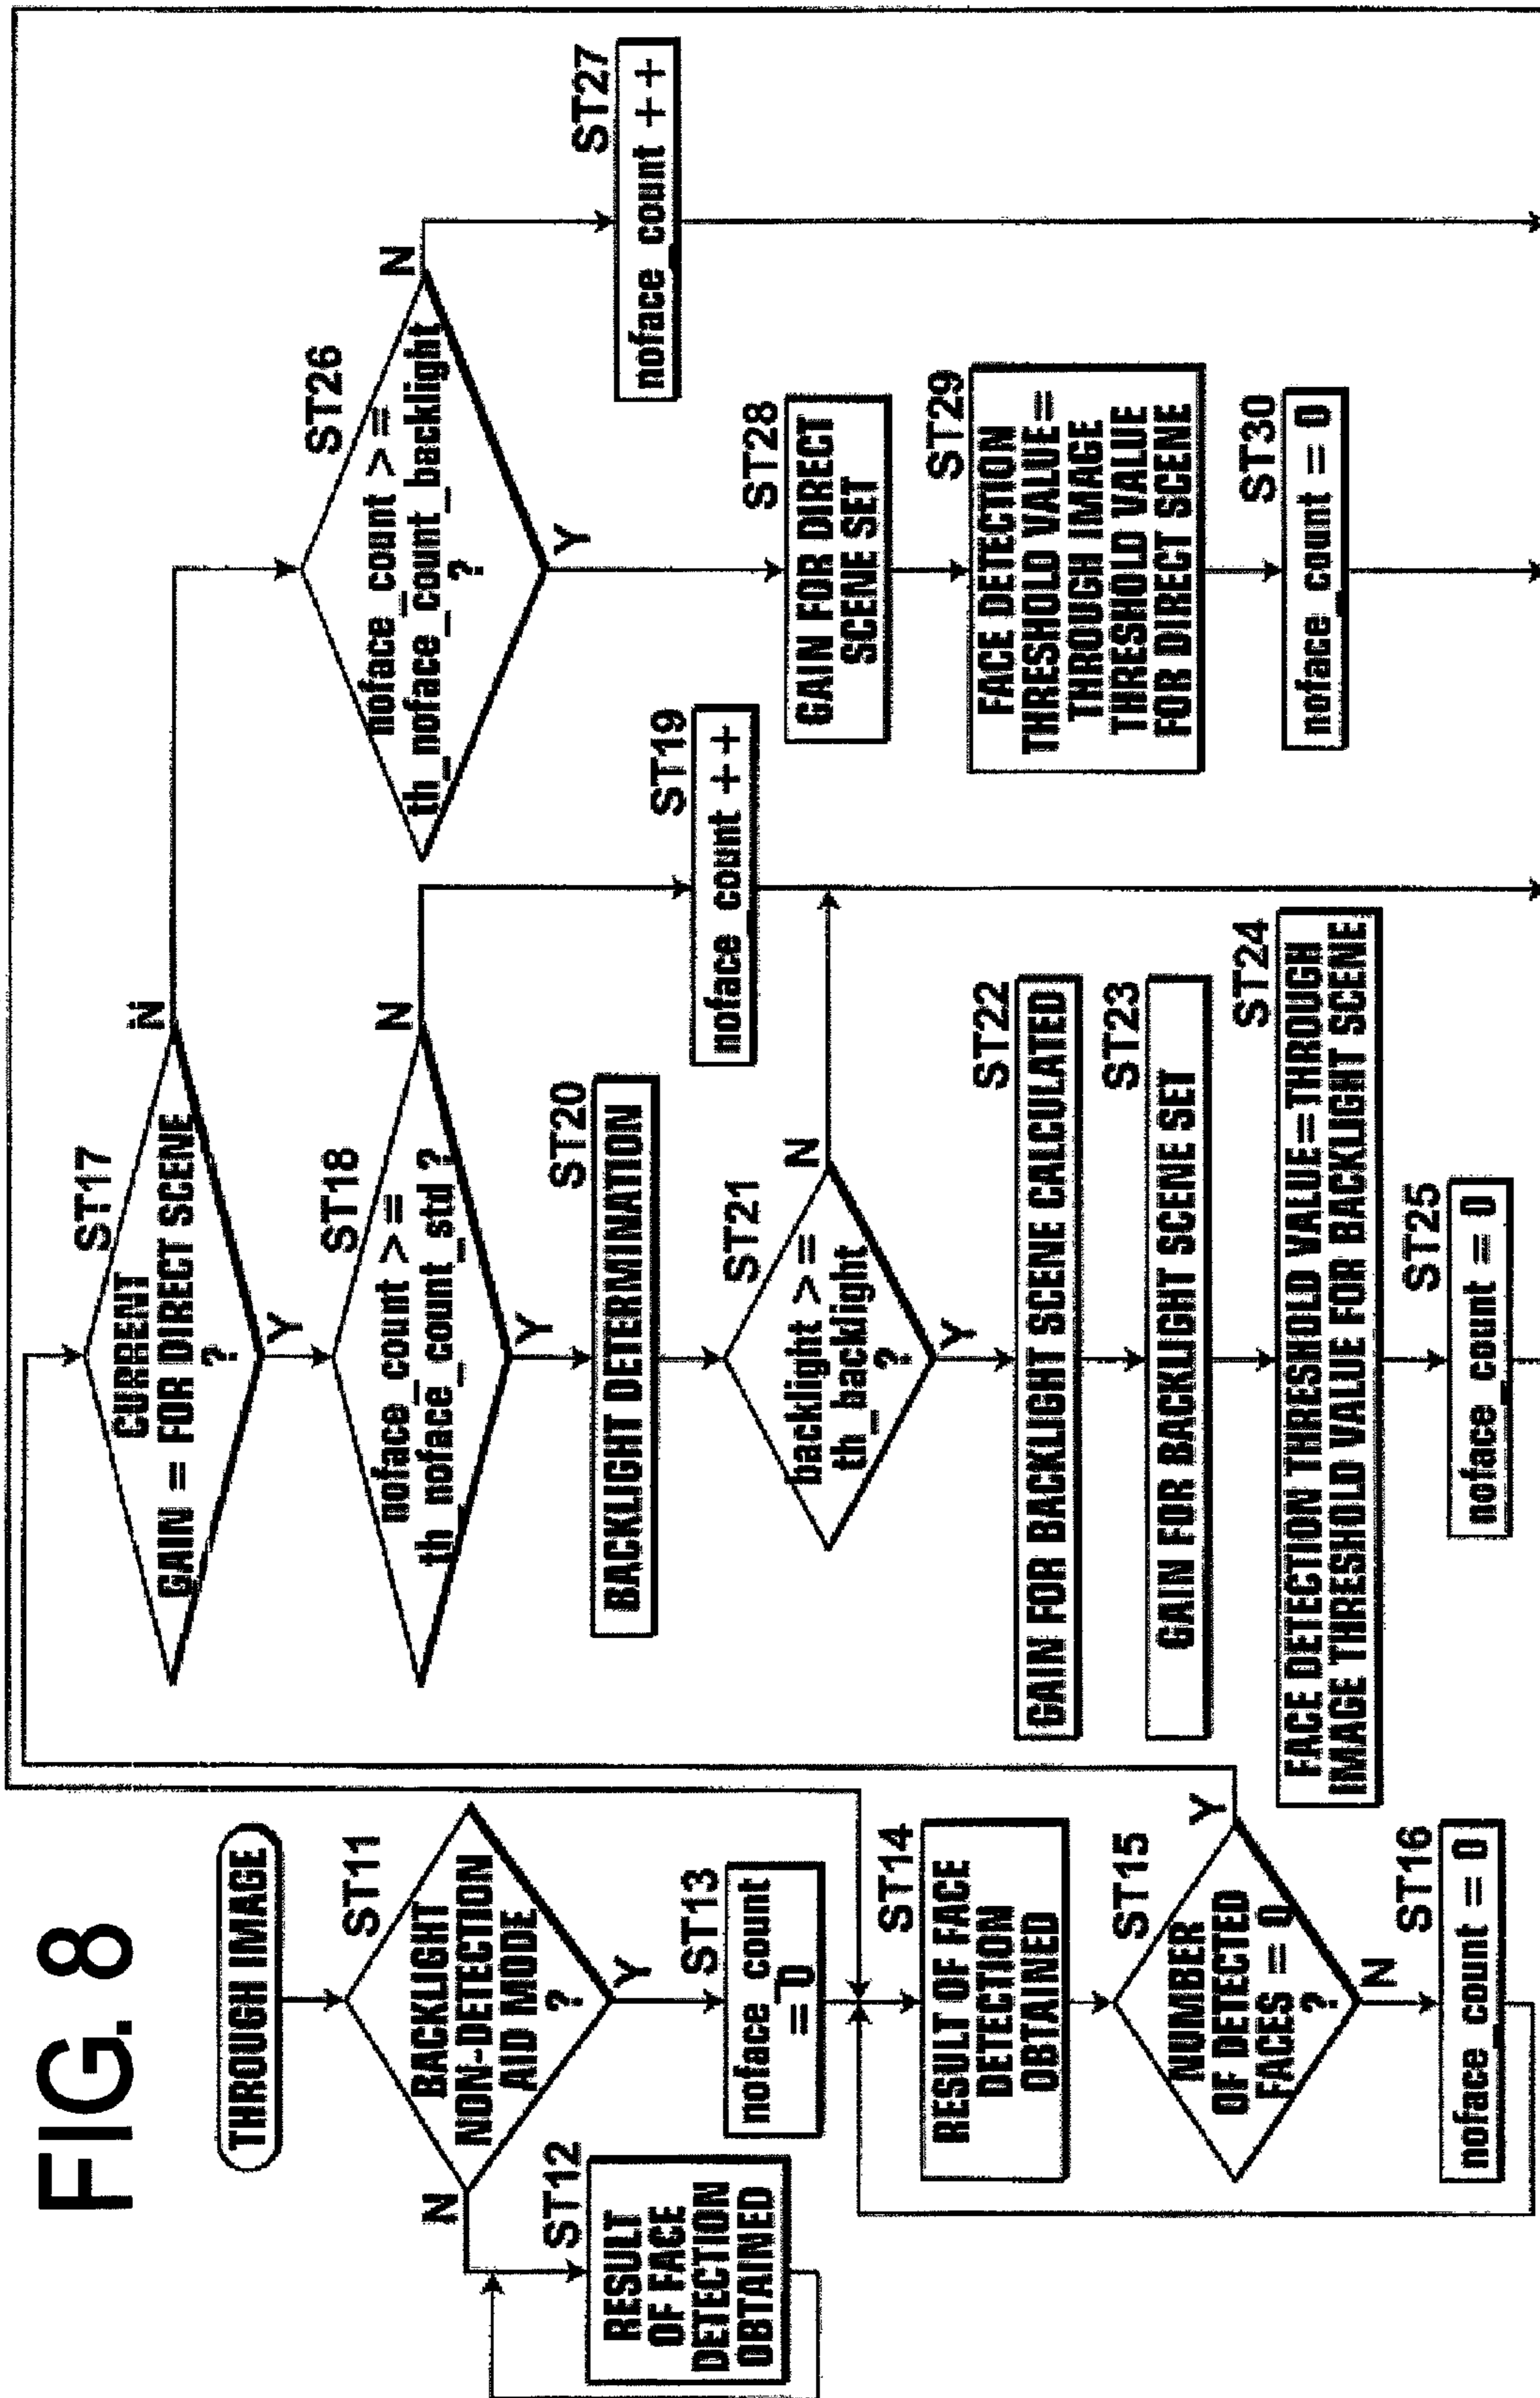 FIG. 8
THROUGH IMAGE
ST11
BACKLIGHT
NON-DETECTION
AID MODE
?
N
Y
ST12
RESULT
OF FACE
DETECTION
OBTAINED
ST13
noface_count
=0
ST14
RESULT OF FACE
DETECTION
OBTAINED
ST15
NUMBER
OF DETECTED
FACES = 0
?
Y
N
ST16
noface_count = 0
ST17
CURRENT
GAIN = FOR DIRECT SCENE
?
N
Y
ST18
noface_count >=
th_noface_count_std ?
N
Y
ST19
noface_count ++
ST20
BACKLIGHT DETERMINATION
ST21
backlight >=
th_backlight
?
N
Y
ST22
GAIN FOR BACKLIGHT SCENE CALCULATED
ST23
GAIN FOR BACKLIGHT SCENE SET
ST24
FACE DETECTION THRESHOLD VALUE=THROUGH
IMAGE THRESHOLD VALUE FOR BACKLIGHT SCENE
ST25
noface_count = 0
ST26
noface_count >=
th_noface_count_backlight
?
N
Y
ST27
noface_count ++
ST28
GAIN FOR DIRECT
SCENE SET
ST29
FACE DETECTION
THRESHOLD VALUE=
THROUGH IMAGE
THRESHOLD VALUE
FOR DIRECT SCENE
ST30
noface_count = 0